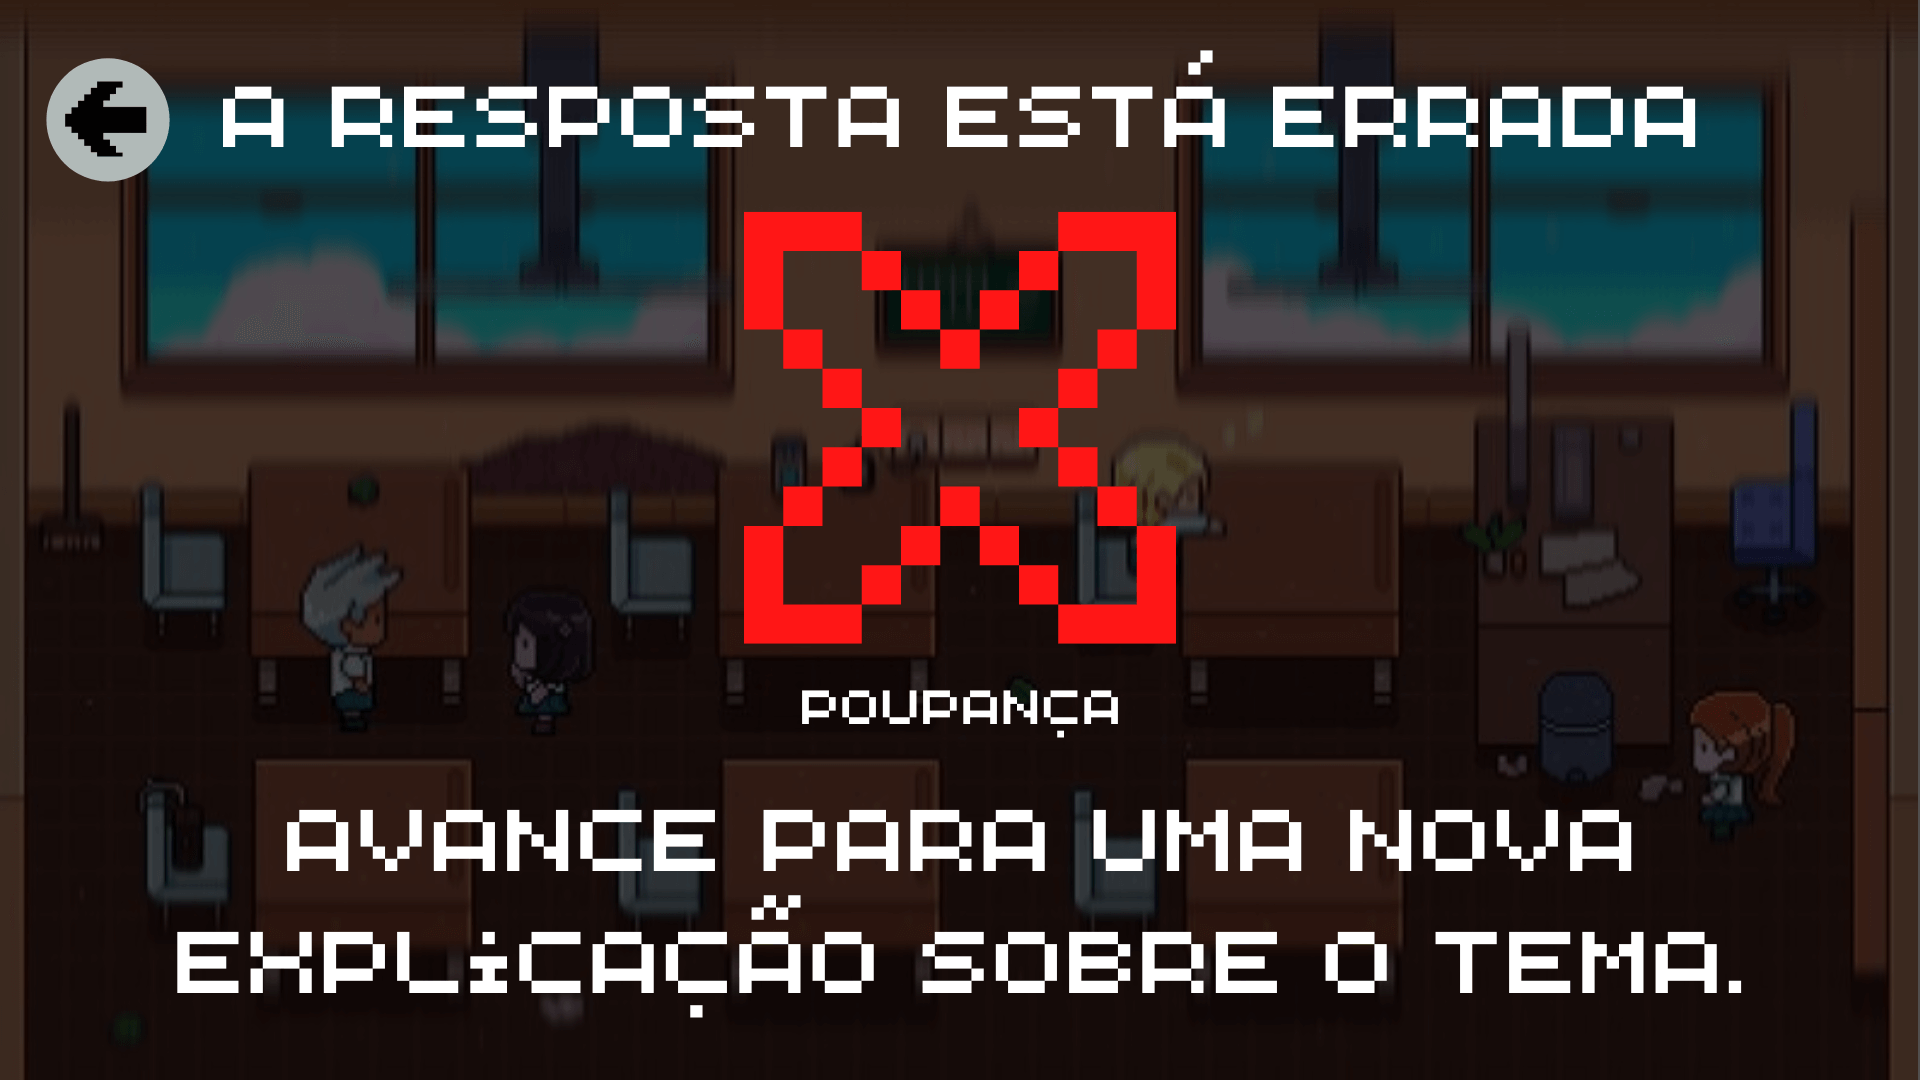 A RESPOSTA ESTÁ ERRADA
POUPANÇA
AVANCE PARA UMA NOVA
EXPLiCAÇÃO SOBRE O TEMA.